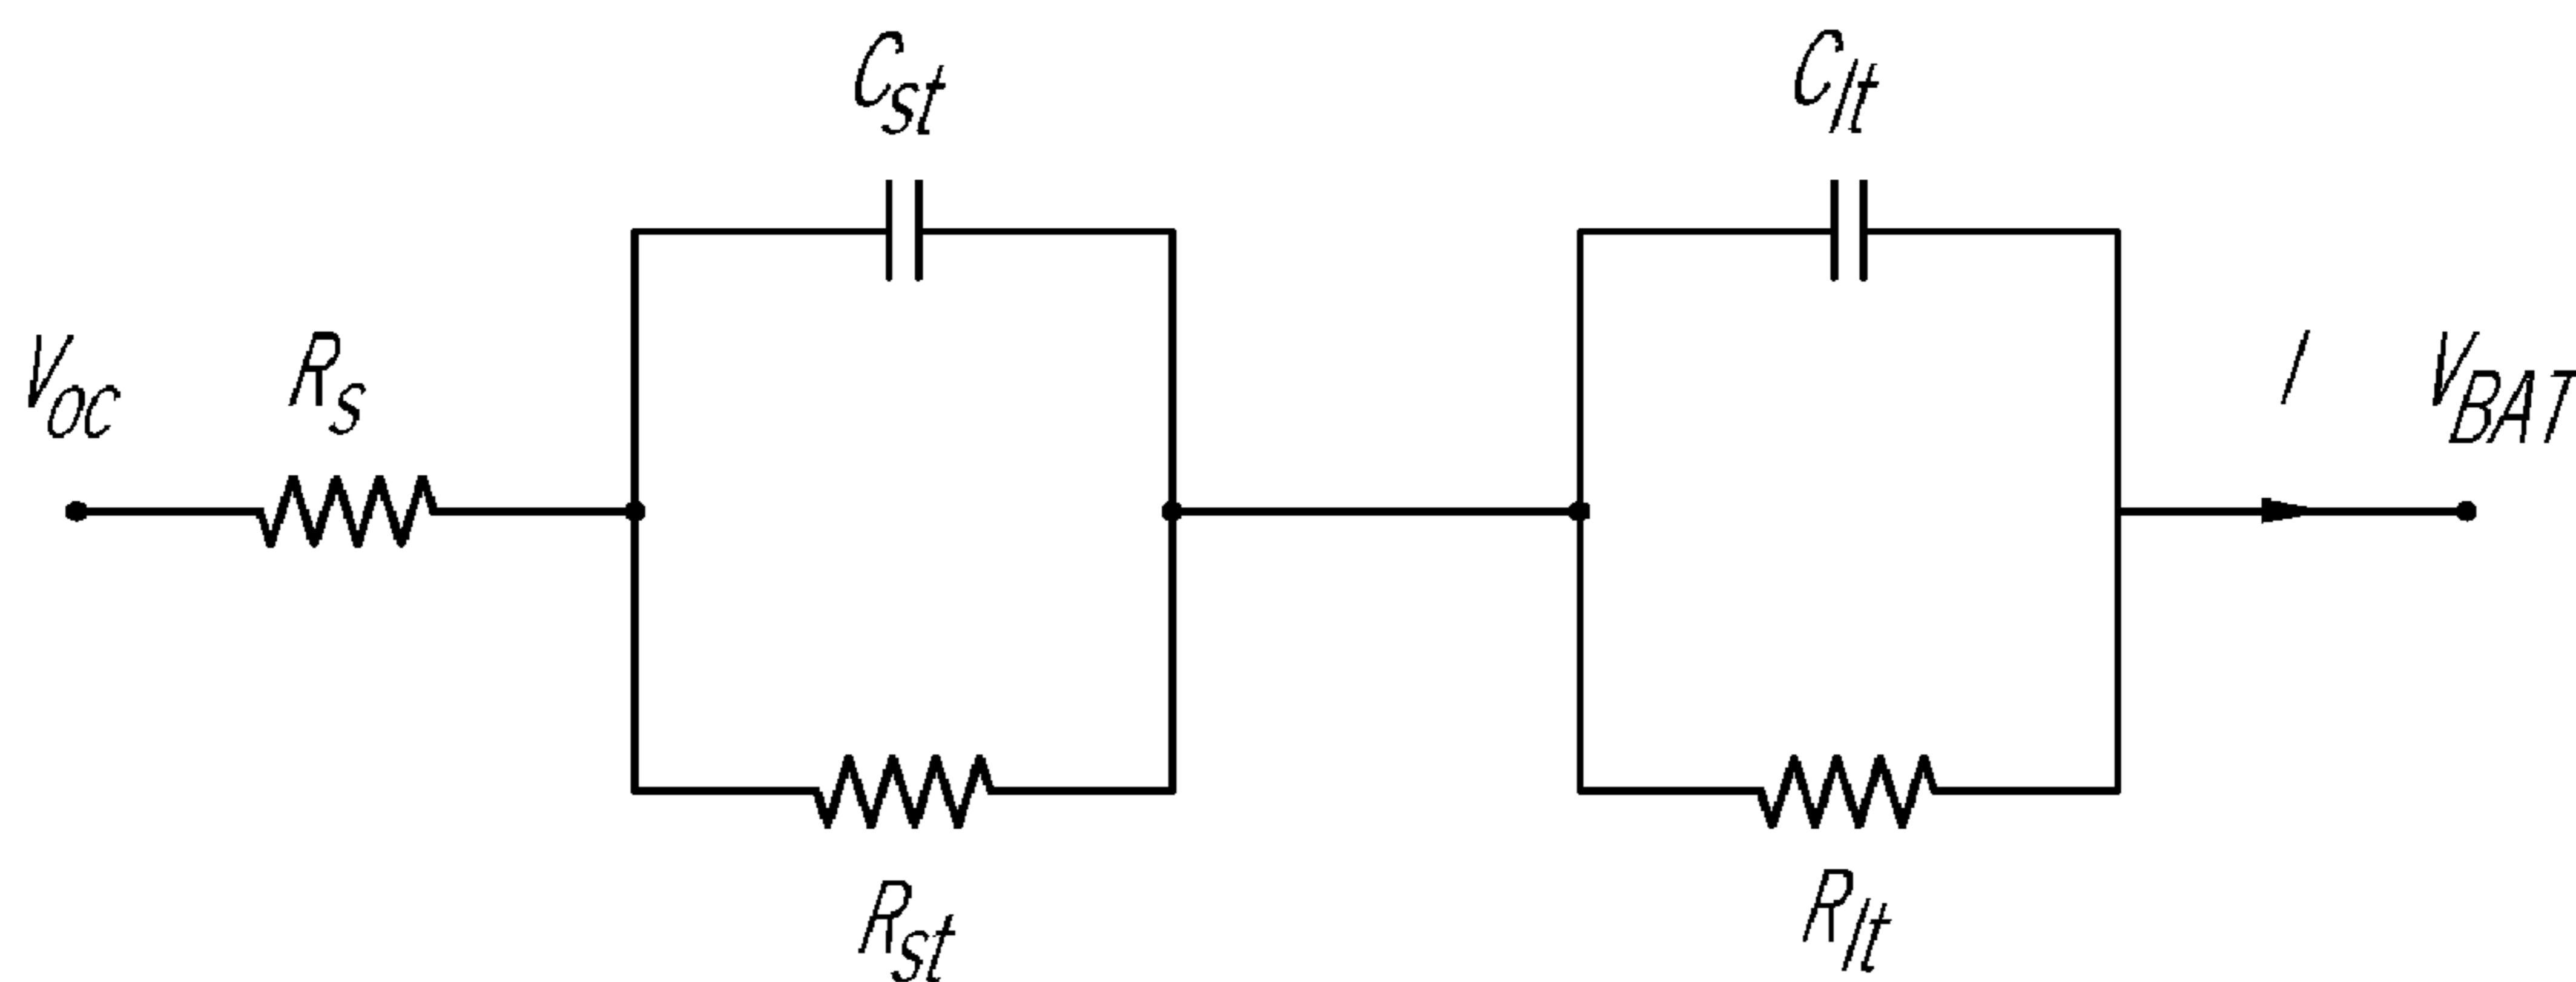 C_st
C_lt
V_OC
R_S
I
V_BAT
R_st
R_lt